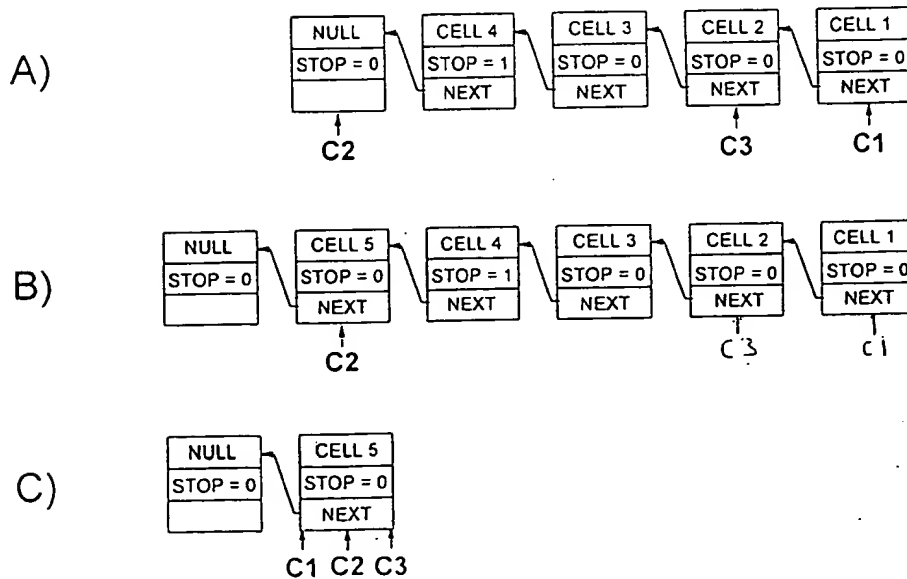 A)
NULL CELL 4 CELL 3 CELL 2 CELL 1
STOP = 0 STOP = 1 STOP = 0 STOP = 0 STOP = 0
NEXT NEXT NEXT NEXT
C2 C3 C1
B)
NULL CELL 5 CELL 4 CELL 3 CELL 2 CELL 1
STOP = 0 STOP = 0 STOP = 1 STOP = 0 STOP = 0 STOP = 0
NEXT NEXT NEXT NEXT NEXT
C2 C3 C1
C)
NULL CELL 5
STOP = 0 STOP = 0
NEXT
C1 C2 C3